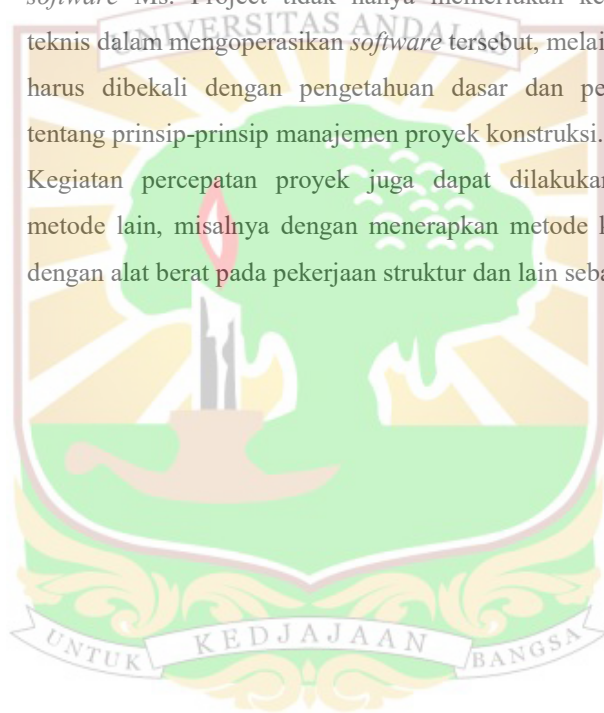 software Ms. Project tidak hanya memerlukan
UNIVERSITAS ANDALAS
teknis dalam mengoperasikan software tersebut, melai
harus dibekali dengan pengetahuan dasar dan pe
tentang prinsip-prinsip manajemen proyek konstruksi.
Kegiatan percepatan proyek juga dapat dilakukan
metode lain, misalnya dengan menerapkan metode k
dengan alat berat pada pekerjaan struktur dan lain seba
UNTUK KEDJAJAAN BANGSA